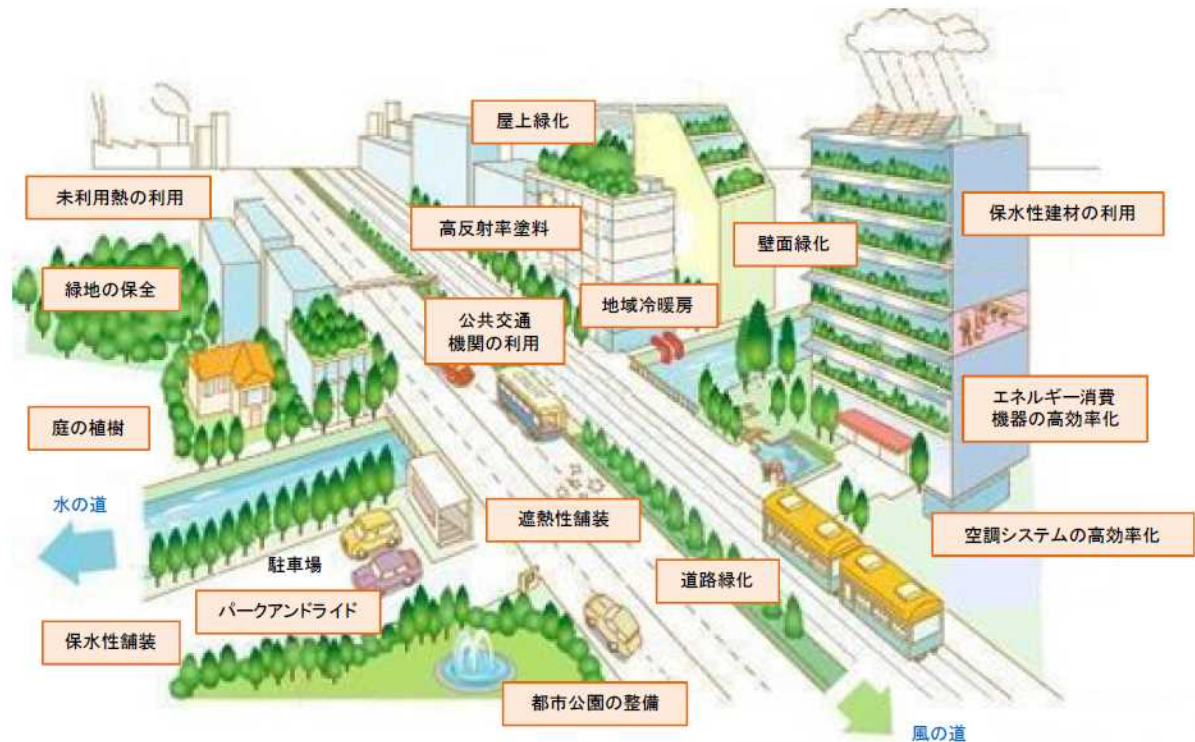 屋上緑化
未利用熱の利用
高反射率塗料
保水性建材の利用
壁面緑化
緑地の保全
地域冷暖房
公共交通
機関の利用
エネルギー消費
機器の高効率化
庭の植樹
水の道
遮熱性舗装
空調システムの高効率化
駐車場
道路緑化
パークアンドライド
保水性舗装
都市公園の整備
風の道